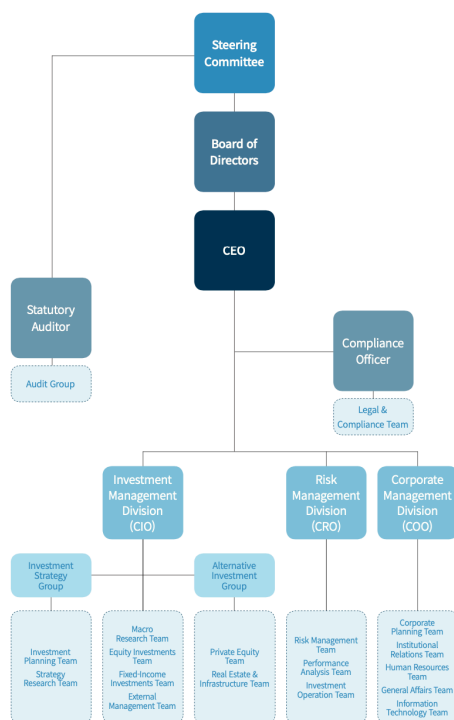 Steering
Committee
Board of
Directors
CEO
Statutory
Auditor
Audit Group
Compliance
Officer
Legal &
Compliance Team
Investment
Management
Division
(CIO)
Risk
Management
Division
(CRO)
Corporate
Management
Division
(COO)
Investment
Strategy
Group
Alternative
Investment
Group
Investment
Planning Team
Strategy
Research Team
Macro
Research Team
Equity Investments
Team
Fixed-Income
Investments Team
External
Management Team
Private Equity
Team
Real Estate &
Infrastructure Team
Risk Management
Team
Performance
Analysis Team
Investment
Operation Team
Corporate
Planning Team
Institutional
Relations Team
Human Resources
Team
General Affairs Team
Information
Technology Team